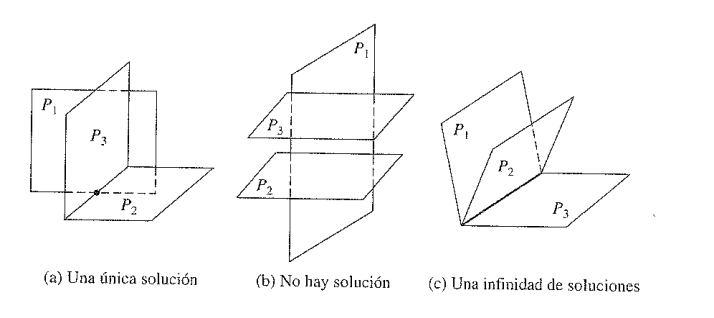 P1
P3
P2
(a) Una única solución
P1
P3
P2
(b) No hay solución
P1
P2
P3
(c) Una infinidad de soluciones